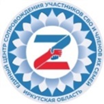 ЕДИНЫЙ ЦЕНТР СОПРОВОЖДЕНИЯ УЧАСТНИКОВ СВО И ЧЛЕНОВ ИХ СЕМЕЙ
ИРКУТСКАЯ ОБЛАСТЬ